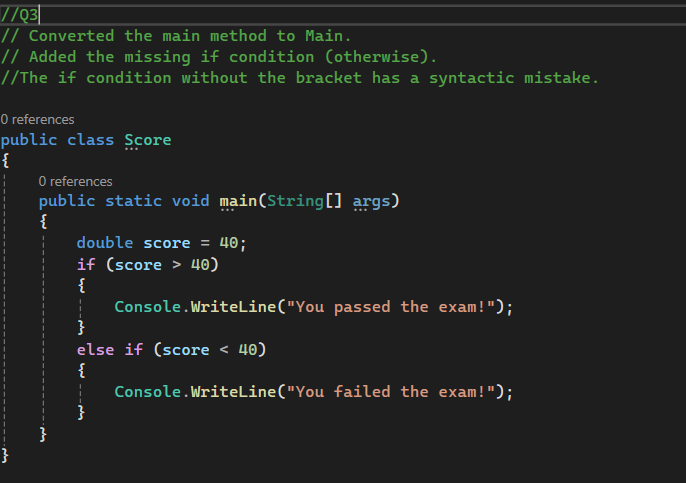 //Q3
// Converted the main method to Main.
// Added the missing if condition (otherwise).
//The if condition without the bracket has a syntactic mistake.
0 references
public class Score
{
0 references
public static void main(String[] args)
{
double score = 40;
if (score > 40)
{
Console.WriteLine("You passed the exam!");
}
else if (score < 40)
{
Console.WriteLine("You failed the exam!");
}
}
}